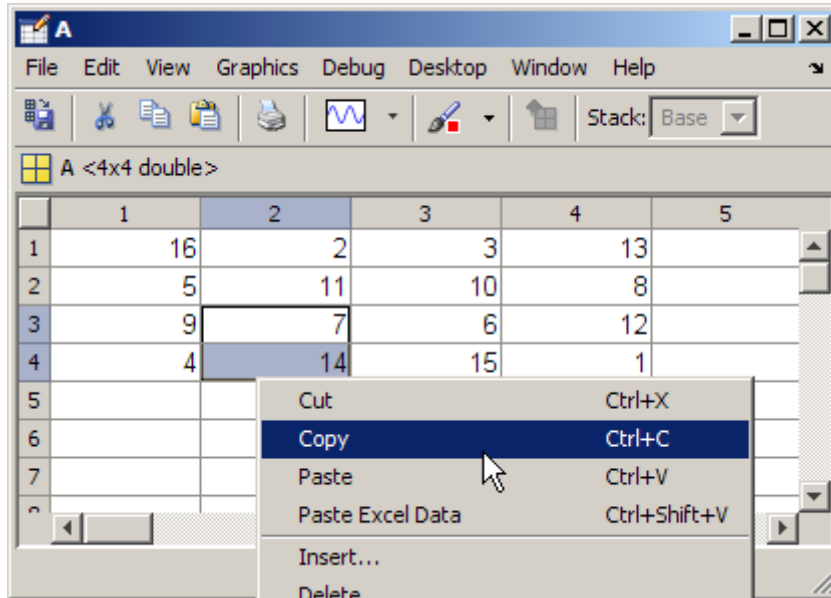 A
File Edit View Graphics Debug Desktop Window Help
Stack: Base
A <4x4 double>
1 2 3 4 5
1 16 2 3 13
2 5 11 10 8
3 9 7 6 12
4 4 14 15 1
5 Cut Ctrl+X
6 Copy Ctrl+C
7 Paste Ctrl+V
Paste Excel Data Ctrl+Shift+V
Insert...
Delete